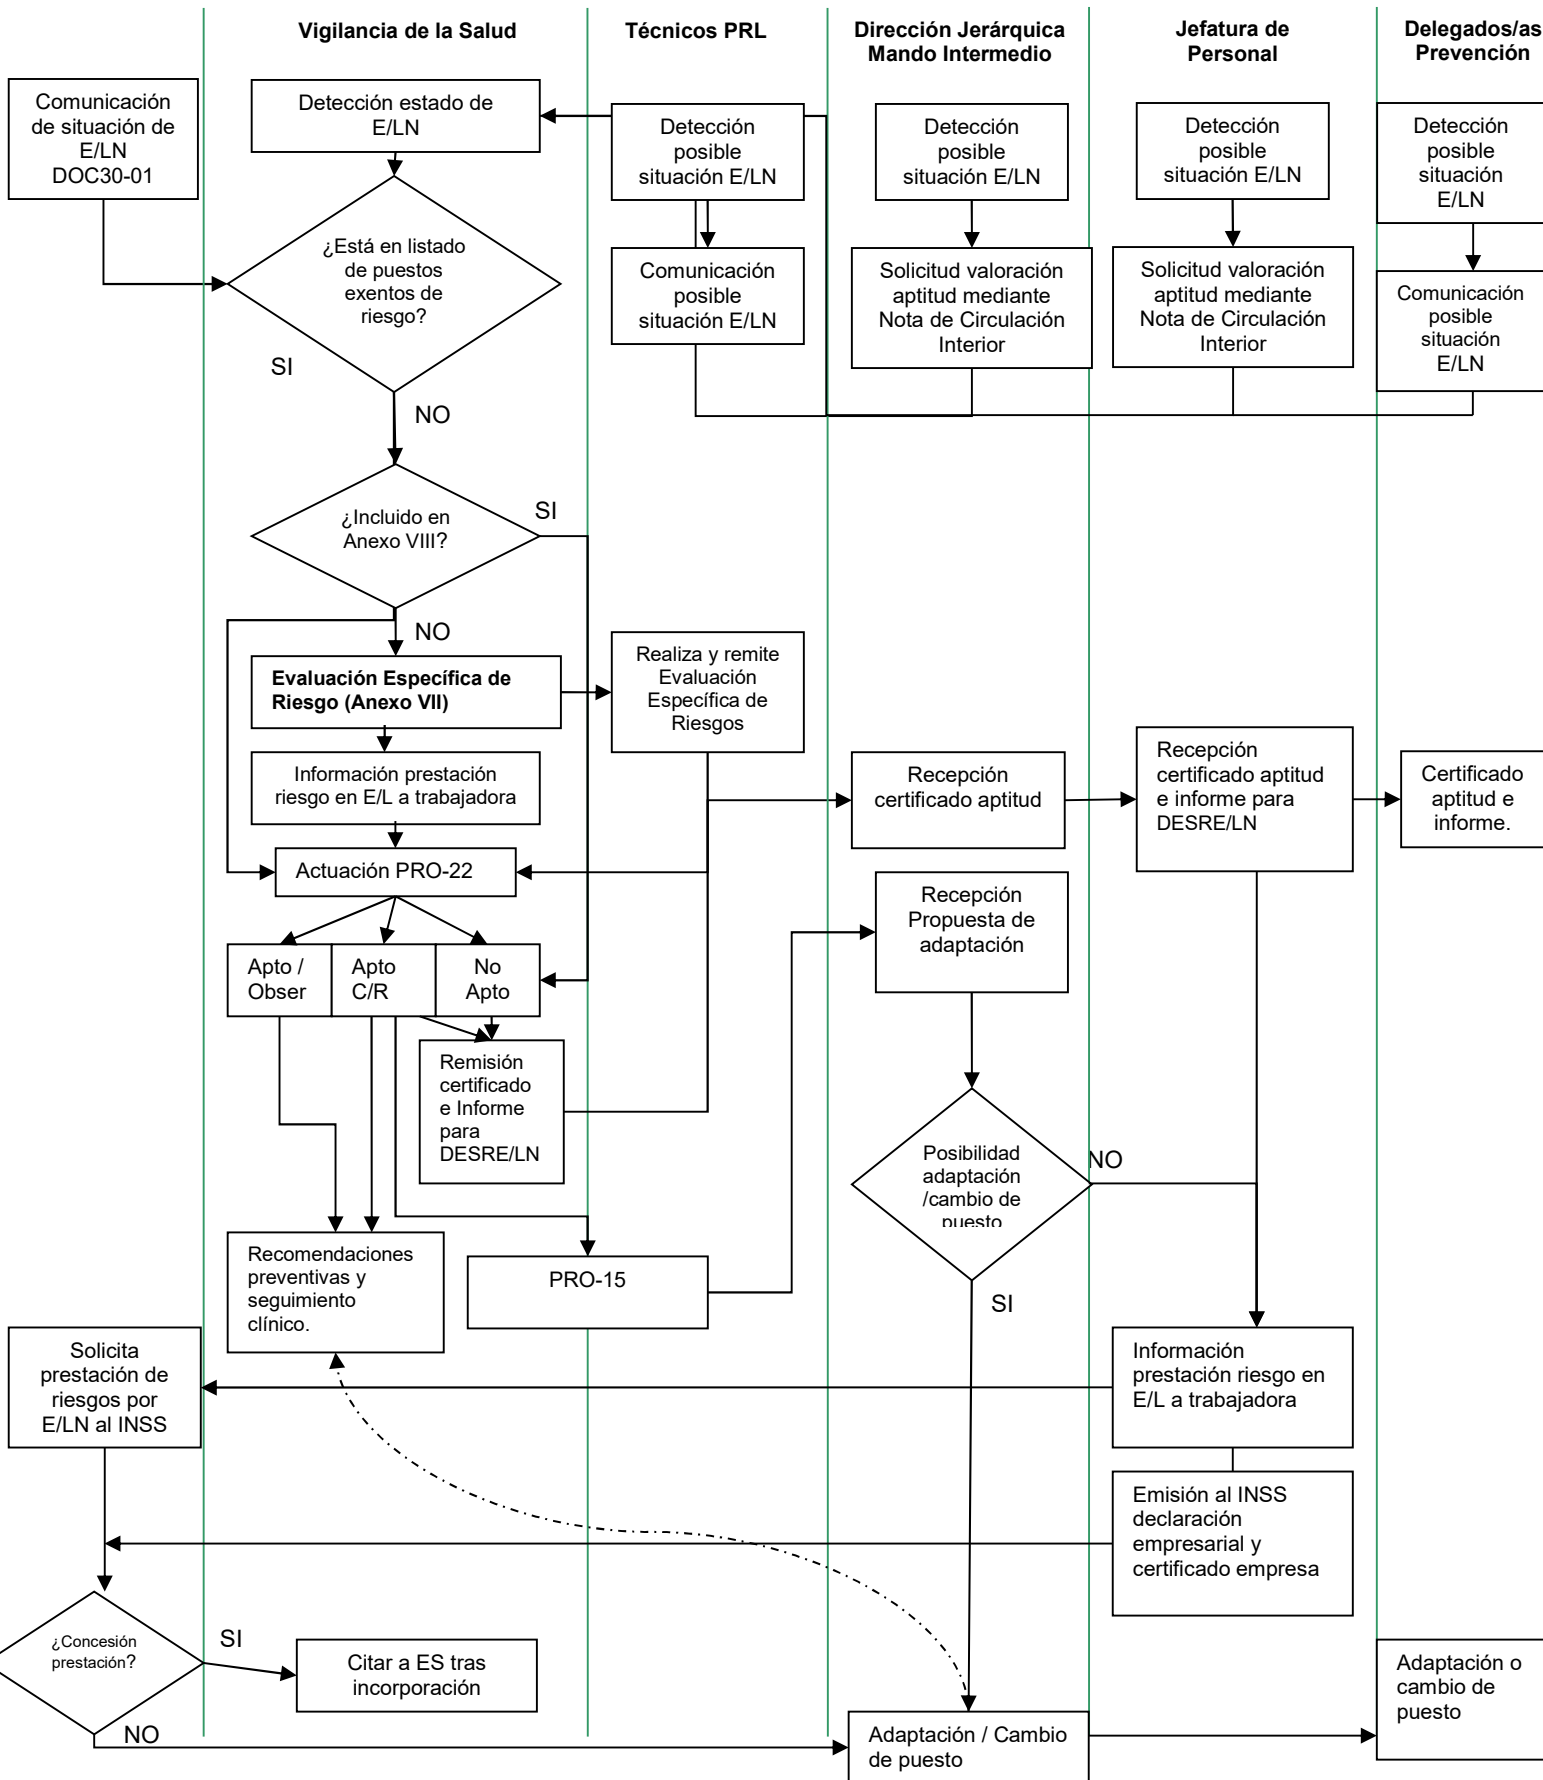 Vigilancia de la Salud
Técnicos PRL
Dirección Jerárquica
Mando Intermedio
Jefatura de
Personal
Delegados/as
Prevención
Comunicación
de situación de
E/LN
DOC30-01
Detección estado de
E/LN
Detección
posible
situación E/LN
Detección
posible
situación E/LN
Detección
posible
situación E/LN
Detección
posible
situación
E/LN
¿Está en listado
de puestos
exentos de
riesgo?
SI
NO
Comunicación
posible
situación E/LN
Solicitud valoración
aptitud mediante
Nota de Circulación
Interior
Solicitud valoración
aptitud mediante
Nota de Circulación
Interior
Comunicación
posible
situación
E/LN
¿Incluido en
Anexo VIII?
SI
NO
Evaluación Específica de
Riesgo (Anexo VII)
Realiza y remite
Evaluación
Específica de
Riesgos
Información prestación
riesgo en E/L a trabajadora
Recepción
certificado aptitud
Recepción
certificado aptitud
e informe para
DESRE/LN
Certificado
aptitud e
informe.
Actuación PRO-22
Recepción
Propuesta de
adaptación
Apto /
Obser
Apto
C/R
No
Apto
Remisión
certificado
e Informe
para
DESRE/LN
Posibilidad
adaptación
/cambio de
puesto
NO
SI
Recomendaciones
preventivas y
seguimiento
clínico.
PRO-15
Solicita
prestación de
riesgos por
E/LN al INSS
Información
prestación riesgo en
E/L a trabajadora
Emisión al INSS
declaración
empresarial y
certificado empresa
¿Concesión
prestación?
SI
NO
Citar a ES tras
incorporación
Adaptación / Cambio
de puesto
Adaptación o
cambio de
puesto